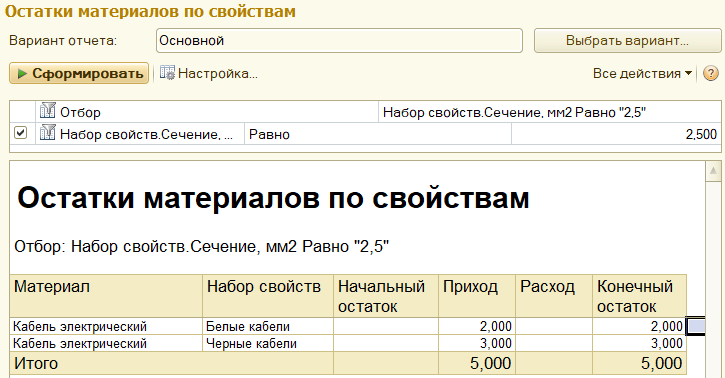 Остатки материалов по свойствам
Вариант отчета: Основной Выбрать вариант...
Сформировать Настройка... Все действия ?
Отбор Набор свойств.Сечение, мм2 Равно "2,5"
Набор свойств.Сечение, ... Равно 2,500
Остатки материалов по свойствам
Отбор: Набор свойств.Сечение, мм2 Равно "2,5"
Материал Набор свойств Начальный остаток Приход Расход Конечный остаток
Кабель электрический Белые кабели 2,000 2,000
Кабель электрический Черные кабели 3,000 3,000
Итого 5,000 5,000